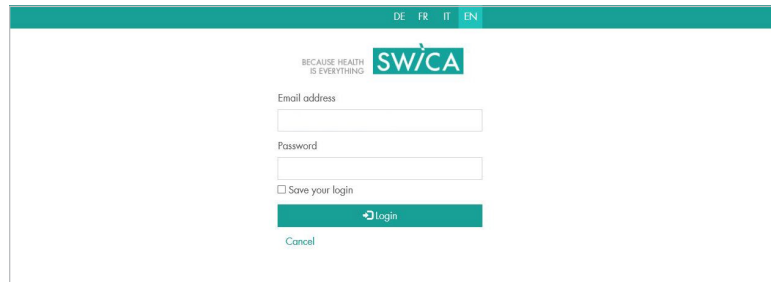 DE FR IT EN
BECAUSE HEALTH
IS EVERYTHING
SWICA
Email address
Password
Save your login
Login
Cancel